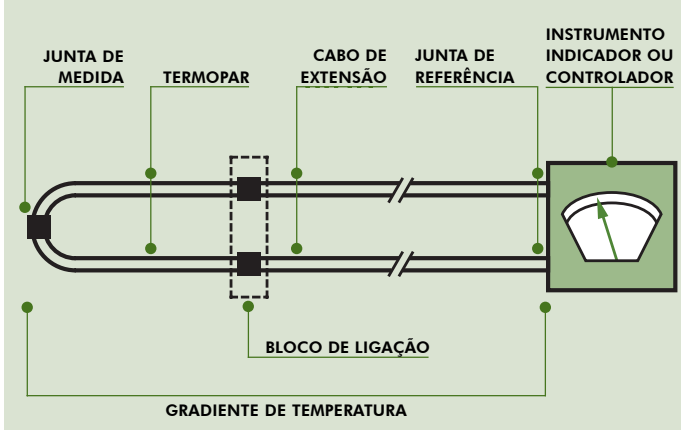 JUNTA DE
MEDIDA
TERMOPAR
CABO DE
EXTENSÃO
JUNTA DE
REFERÊNCIA
INSTRUMENTO
INDICADOR OU
CONTROLADOR
BLOCO DE LIGAÇÃO
GRADIENTE DE TEMPERATURA